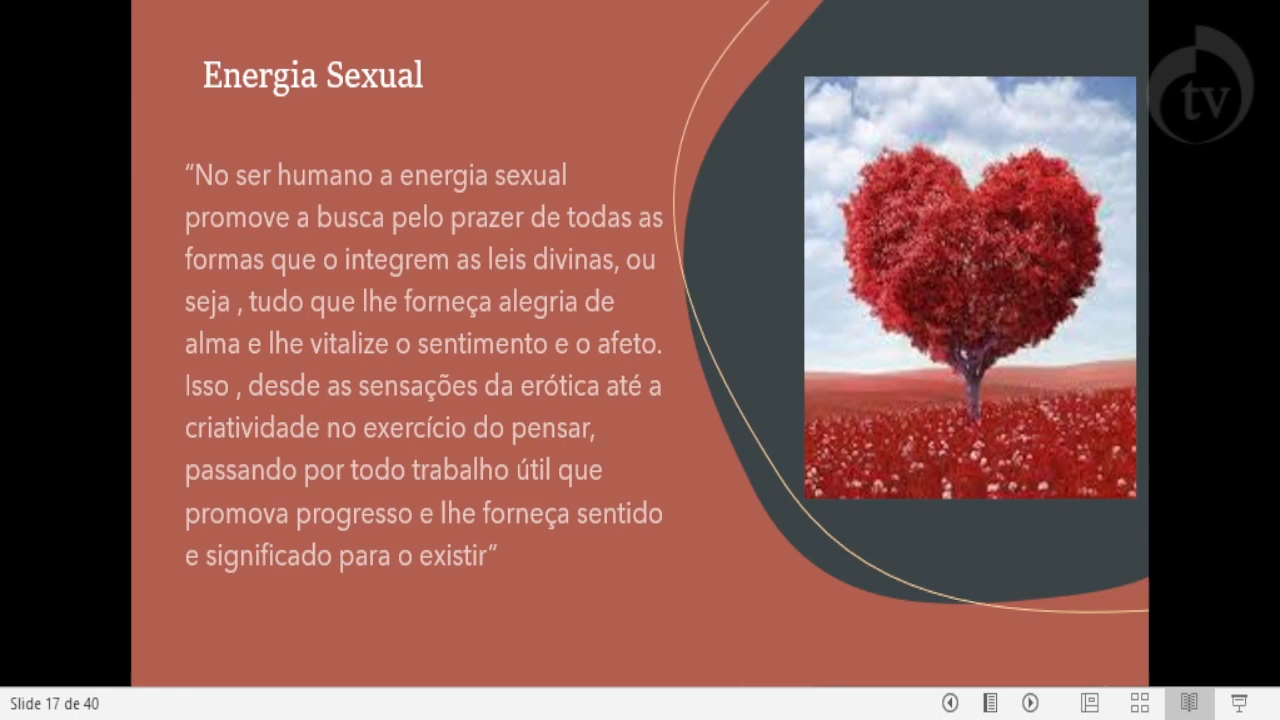 Energia Sexual
“No ser humano a energia sexual
promove a busca pelo prazer de todas as
formas que o integrem as leis divinas, ou
seja , tudo que lhe forneça alegria de
alma e lhe vitalize o sentimento e o afeto.
Isso , desde as sensações da erótica até a
criatividade no exercício do pensar,
passando por todo trabalho útil que
promova progresso e lhe forneça sentido
e significado para o existir”
tv
Slide 17 de 40